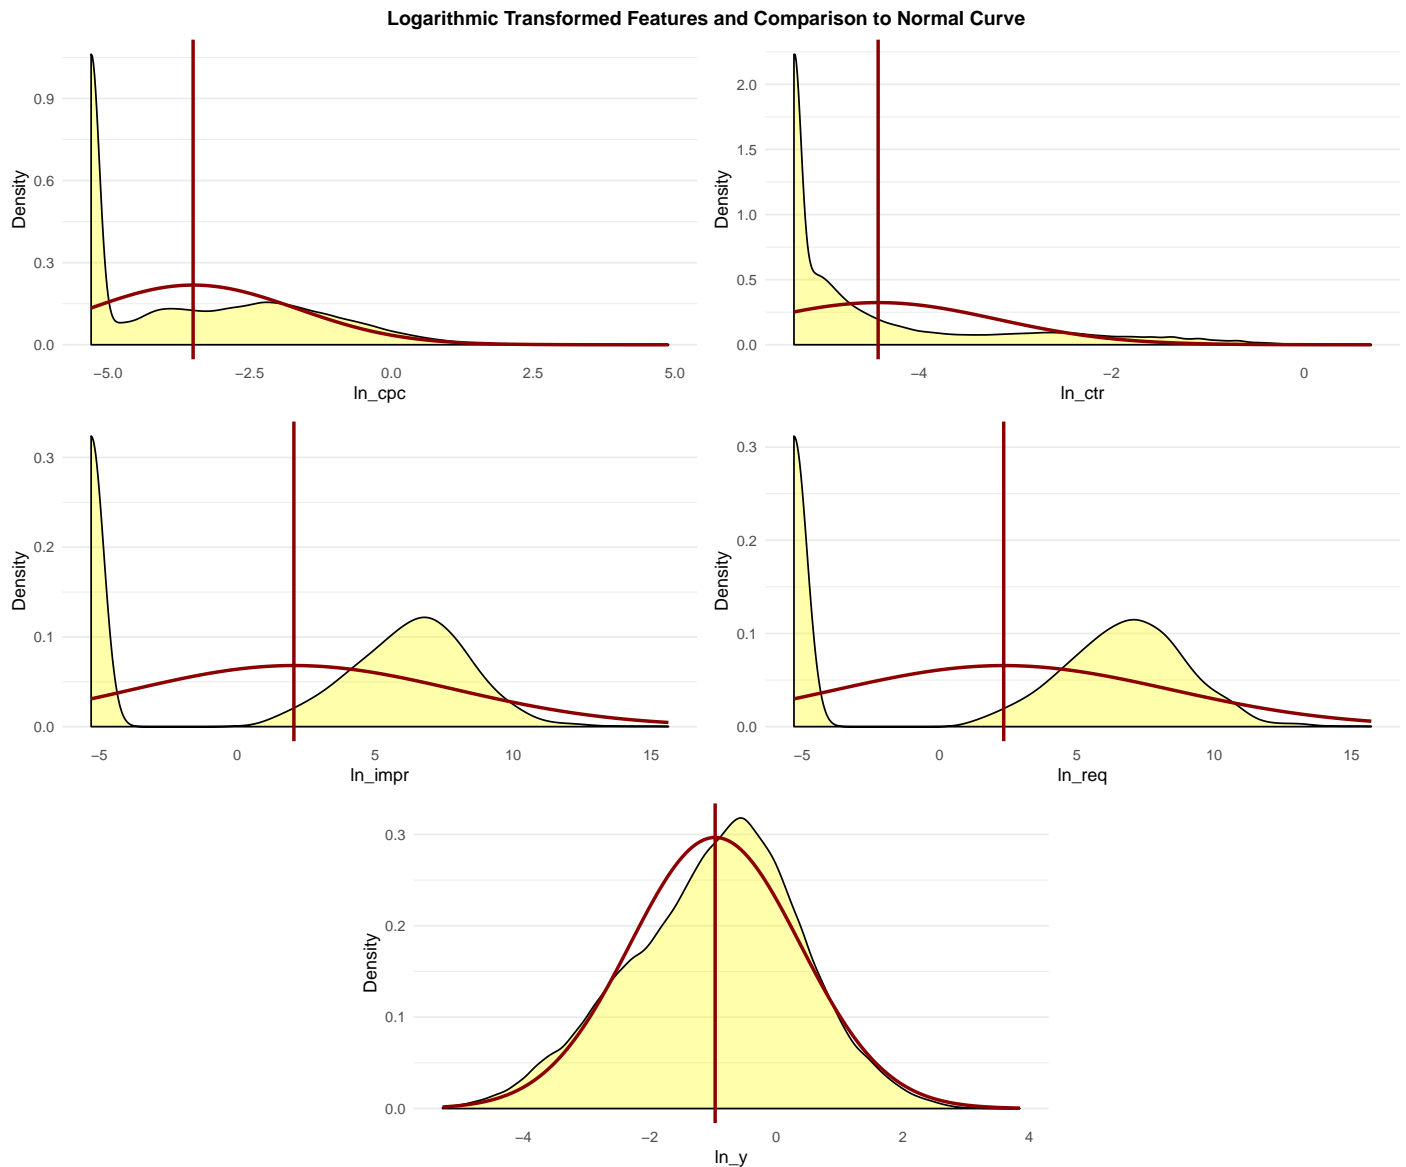 Logarithmic Transformed Features and Comparison to Normal Curve
Density
0.9
0.6
0.3
0.0
−5.0 −2.5 0.0 2.5 5.0
ln_cpc
Density
2.0
1.5
1.0
0.5
0.0
−4 −2 0
ln_ctr
Density
0.3
0.2
0.1
0.0
−5 0 5 10 15
ln_impr
Density
0.3
0.2
0.1
0.0
−5 0 5 10 15
ln_req
Density
0.3
0.2
0.1
0.0
−4 −2 0 2 4
ln_y